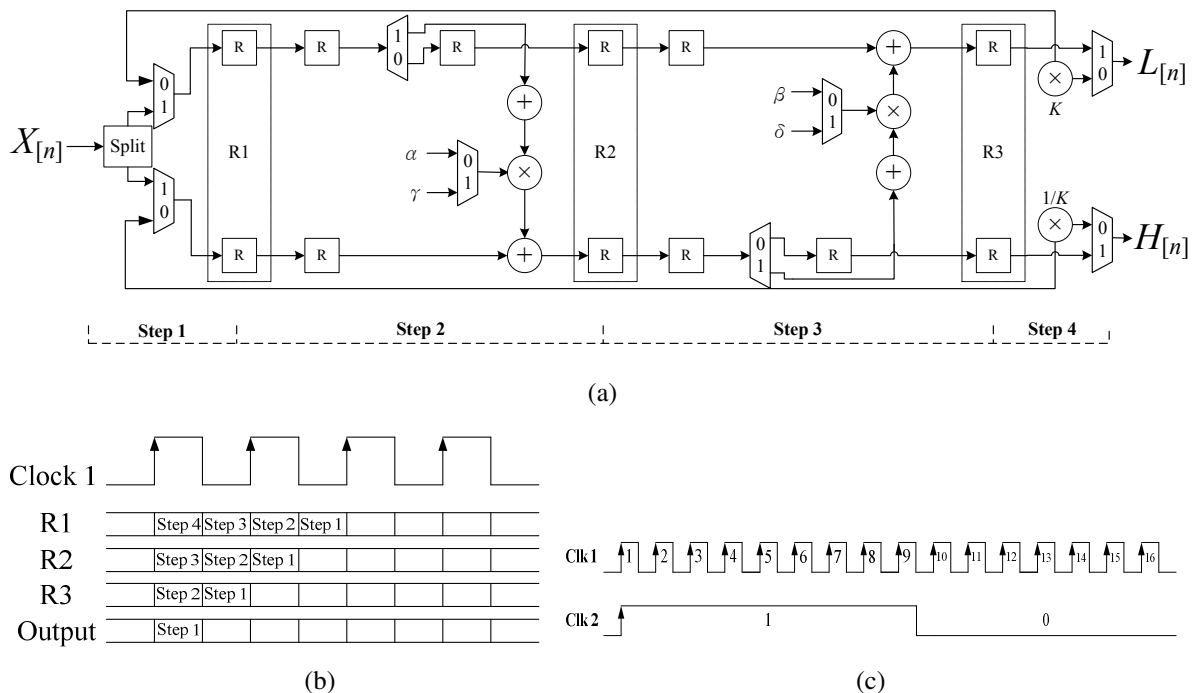 R R 1 0 R R R + R 1 0 L[n]
0 1 × K
β δ 0 1 ×
+
X[n] Split R1 α γ 0 1 × R2 + R3
1 0 1/K × 0 1 H[n]
R R + R R 0 1 R R
Step 1 Step 2 Step 3 Step 4
(a)
Clock 1
R1 Step 4 Step 3 Step 2 Step 1
R2 Step 3 Step 2 Step 1
R3 Step 2 Step 1
Output Step 1
(b)
Clk1 1 2 3 4 5 6 7 8 9 10 11 12 13 14 15 16
Clk 2 1 0
(c)